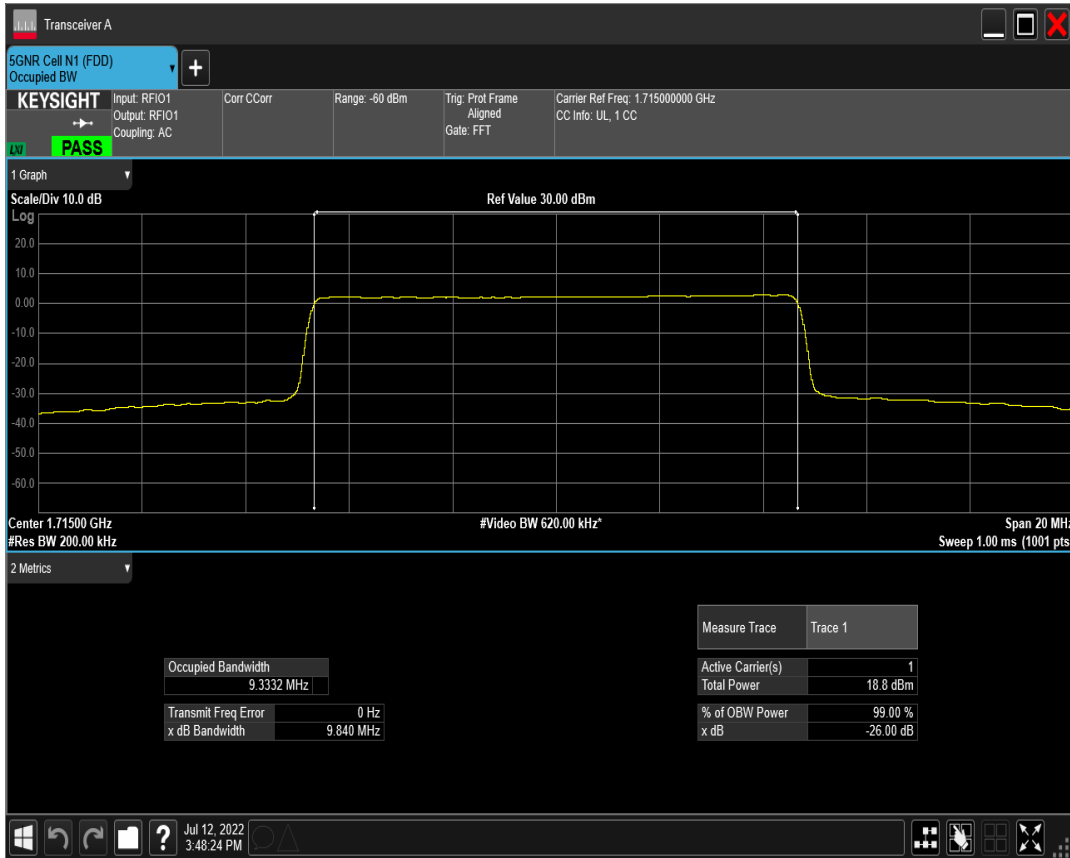 Transceiver A
5GNR Cell N1 (FDD)
Occupied BW
+
KEYSIGHT
LXI
PASS
Input: RFIO1
Output: RFIO1
Coupling: AC
Corr CCorr
Range: -60 dBm
Trig: Prot Frame
Aligned
Gate: FFT
Carrier Ref Freq: 1.715000000 GHz
CC Info: UL, 1 CC
1 Graph
Scale/Div 10.0 dB
Ref Value 30.00 dBm
Log
20.0
10.0
0.00
-10.0
-20.0
-30.0
-40.0
-50.0
-60.0
Center 1.71500 GHz
#Video BW 620.00 kHz*
Span 20 MHz
#Res BW 200.00 kHz
Sweep 1.00 ms (1001 pts
2 Metrics
Measure Trace Trace 1
Occupied Bandwidth
9.3332 MHz
Active Carrier(s) 1
Total Power 18.8 dBm
Transmit Freq Error 0 Hz
x dB Bandwidth 9.840 MHz
% of OBW Power 99.00 %
x dB -26.00 dB
?
Jul 12, 2022
3:48:24 PM